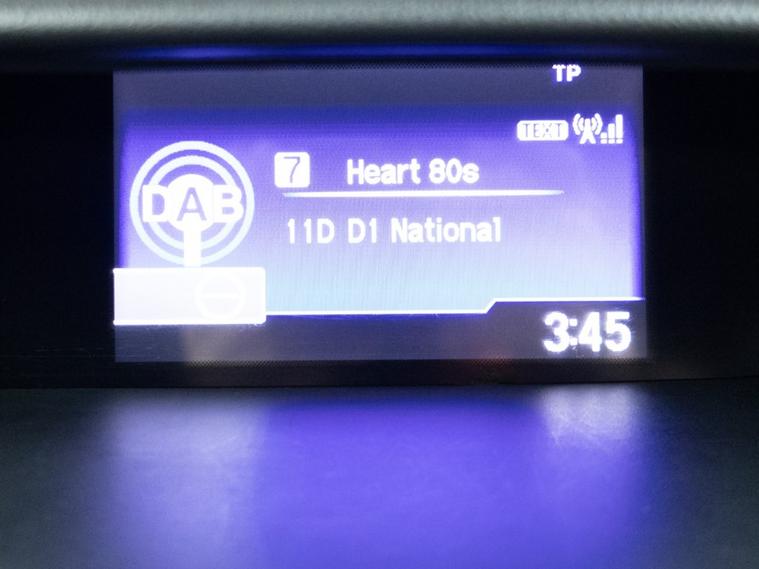 TP
TEXT
DAB
7 Heart 80s
11D D1 National
3:45